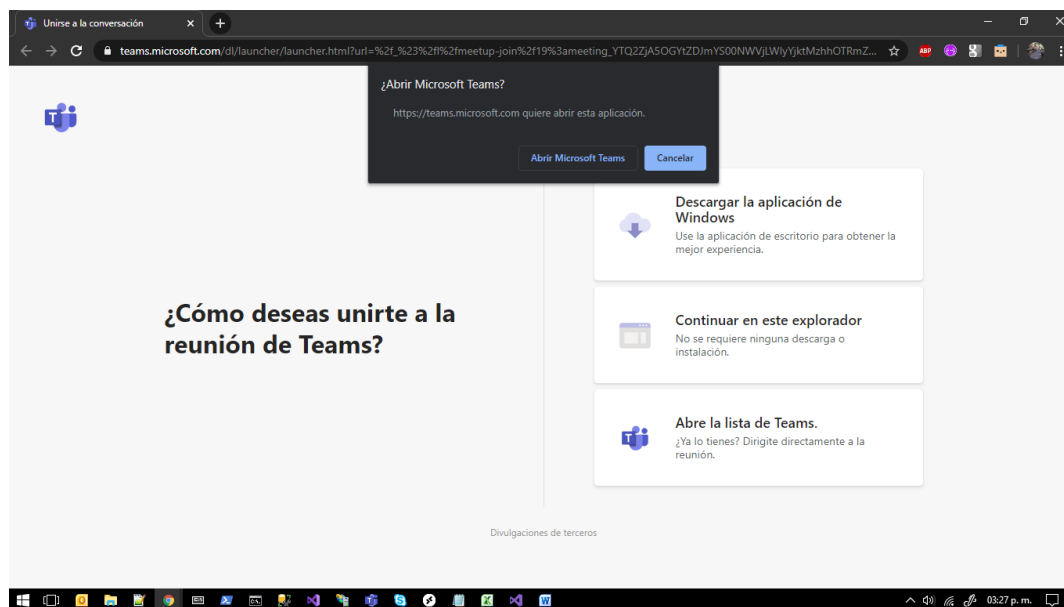 Unirse a la conversación
teams.microsoft.com/dl/launcher/launcher.html?url=%2f_%23%2fl%2fmeetup-join%2f19%3ameeting_YTQ2ZjA5OGYtZDJmYS00NWVjLWIyYjktMzhhOTRmZ...
¿Abrir Microsoft Teams?
https://teams.microsoft.com quiere abrir esta aplicación.
Abrir Microsoft Teams
Cancelar
¿Cómo deseas unirte a la
reunión de Teams?
Descargar la aplicación de
Windows
Use la aplicación de escritorio para obtener la
mejor experiencia.
Continuar en este explorador
No se requiere ninguna descarga o
instalación.
Abre la lista de Teams.
¿Ya lo tienes? Dirigite directamente a la
reunión.
Divulgaciones de terceros
03:27 p. m.